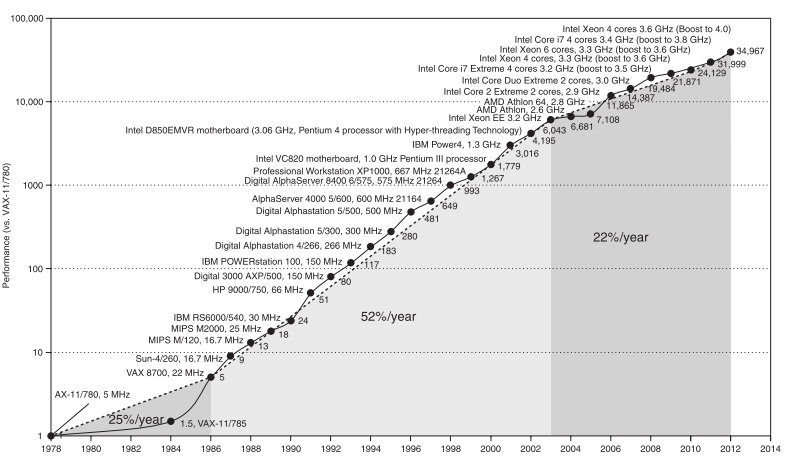 100,000
Intel Xeon 4 cores 3.6 GHz (Boost to 4.0)
Intel Core i7 4 cores 3.4 GHz (boost to 3.8 GHz)
Intel Xeon 6 cores, 3.3 GHz (boost to 3.6 GHz)
Intel Xeon 4 cores, 3.3 GHz (boost to 3.6 GHz)
Intel Core i7 Extreme 4 cores 3.2 GHz (boost to 3.5 GHz)
Intel Core Duo Extreme 2 cores, 3.0 GHz
Intel Core 2 Extreme 2 cores, 2.9 GHz
AMD Athlon 64, 2.8 GHz
AMD Athlon, 2.6 GHz
Intel Xeon EE 3.2 GHz
Intel D850EMVR motherboard (3.06 GHz, Pentium 4 processor with Hyper-threading Technology)
IBM Power4, 1.3 GHz
Intel VC820 motherboard, 1.0 GHz Pentium III processor
Professional Workstation XP1000, 667 MHz 21264A
Digital AlphaServer 8400 6/575, 575 MHz 21264
AlphaServer 4000 5/600, 600 MHz 21164
Digital Alphastation 5/500, 500 MHz
Digital Alphastation 5/300, 300 MHz
Digital Alphastation 4/266, 266 MHz
IBM POWERstation 100, 150 MHz
Digital 3000 AXP/500, 150 MHz
HP 9000/750, 66 MHz
IBM RS6000/540, 30 MHz
MIPS M2000, 25 MHz
MIPS M/120, 16.7 MHz
Sun-4/260, 16.7 MHz
VAX 8700, 22 MHz
AX-11/780, 5 MHz
34,967
31,999
24,129
21,871
19,484
14,387
11,865
7,108
6,681
6,043
4,195
3,016
1,779
1,267
993
649
481
280
183
117
80
51
24
18
13
9
5
1.5, VAX-11/785
25%/year
52%/year
22%/year
10,000
1000
100
10
1
Performance (vs. VAX-11/780)
1978 1980 1982 1984 1986 1988 1990 1992 1994 1996 1998 2000 2002 2004 2006 2008 2010 2012 2014